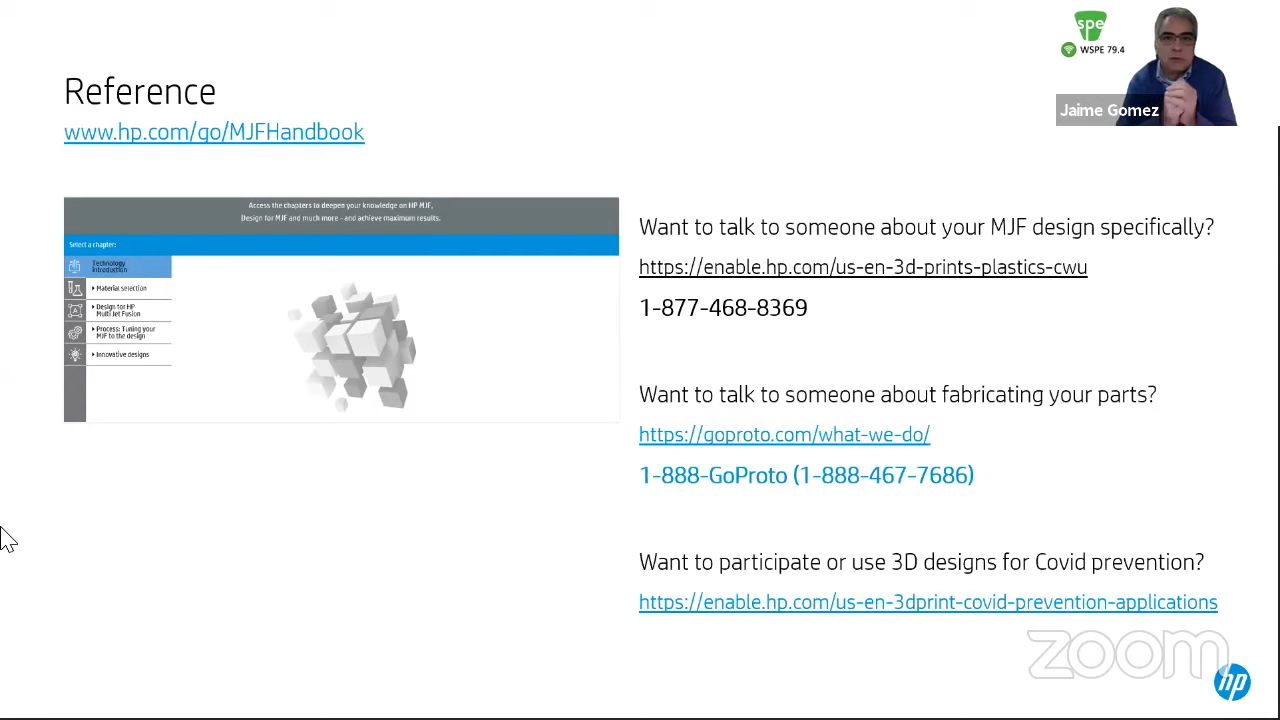 spe
WSPE 79.4
Jaime Gomez
Reference
www.hp.com/go/MJFHandbook
Access the chapters to deepen your knowledge on HP MJF,
Design for MJF and much more - and achieve maximum results.
Select a chapter:
Technology
Introduction
Material selection
Design for HP
Multi Jet Fusion
Process: Tuning your
MJF to the design
Innovative designs
Want to talk to someone about your MJF design specifically?
https://enable.hp.com/us-en-3d-prints-plastics-cwu
1-877-468-8369
Want to talk to someone about fabricating your parts?
https://goproto.com/what-we-do/
1-888-GoProto (1-888-467-7686)
Want to participate or use 3D designs for Covid prevention?
https://enable.hp.com/us-en-3dprint-covid-prevention-applications
zoom
hp